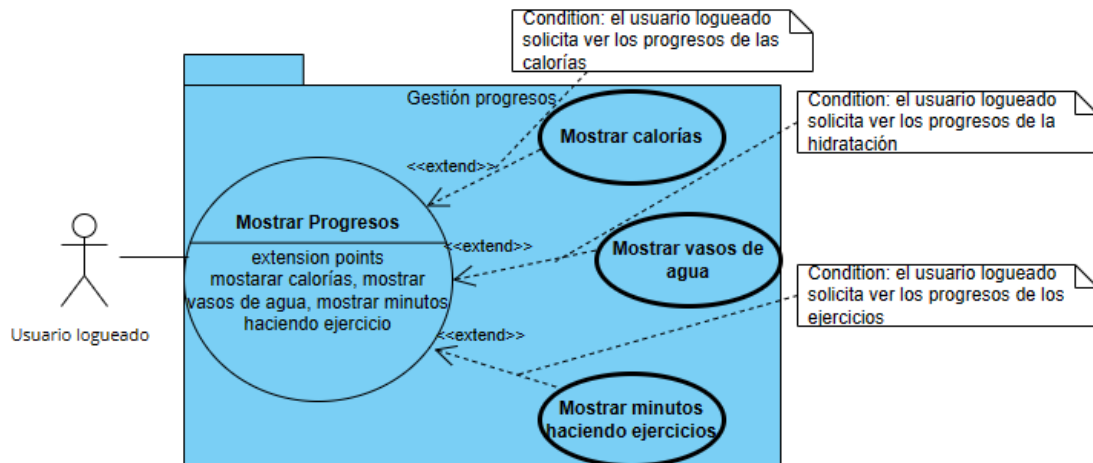 Condition: el usuario logueado
solicita ver los progresos de las
calorías
Gestión progresos
Mostrar calorías
Condition: el usuario logueado
solicita ver los progresos de la
hidratación
<<extend>>
Mostrar Progresos
extension points
mostarar calorías, mostrar
vasos de agua, mostrar minutos
haciendo ejercicio
<<extend>>
Mostrar vasos de
agua
Condition: el usuario logueado
solicita ver los progresos de los
ejercicios
Usuario logueado
<<extend>>
Mostrar minutos
haciendo ejercicios